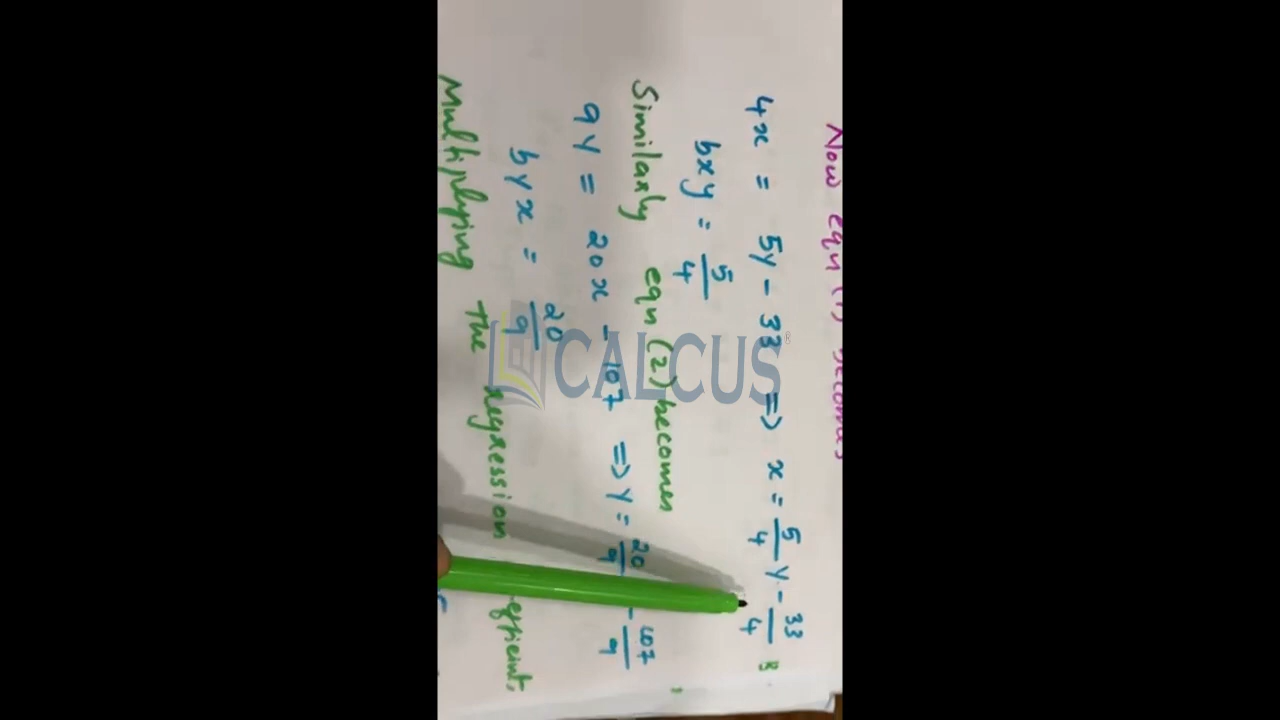 Now eqn (1) becomes
4x = 5y - 33 => x = 5/4 y - 33/4
bxy = 5/4
Similarly eqn (2) becomes
9y = 20x - 107 => y = 20/9 - 107/9
byx = 20/9
CALCUS®
Multiplying the regression efficient,